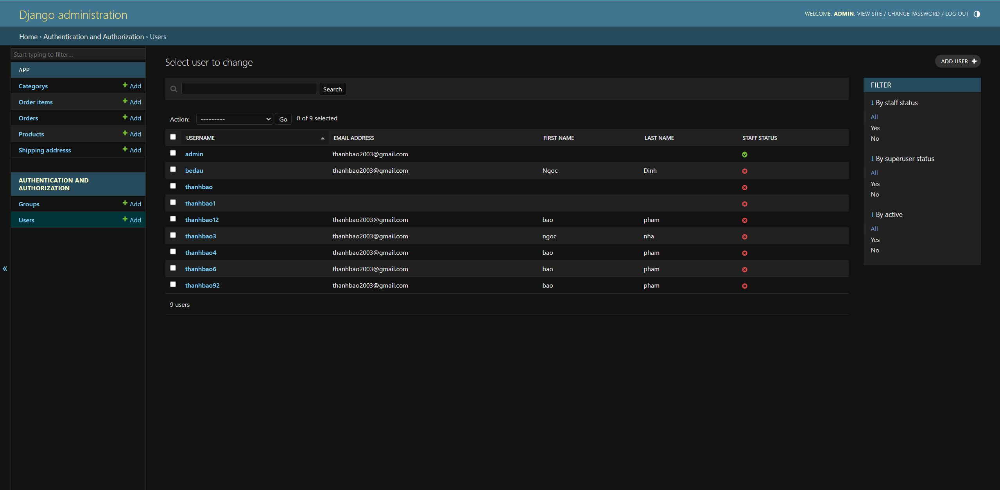 Django administration
WELCOME, ADMIN. VIEW SITE / CHANGE PASSWORD / LOG OUT
Home › Authentication and Authorization › Users
Start typing to filter...
APP
Categorys Add
Order items Add
Orders Add
Products Add
Shipping addresss Add
AUTHENTICATION AND
AUTHORIZATION
Groups Add
Users Add
«
Select user to change
ADD USER
Search
Action: --------- Go 0 of 9 selected
USERNAME EMAIL ADDRESS FIRST NAME LAST NAME STAFF STATUS
admin thanhbao2003@gmail.com
bedau thanhbao2003@gmail.com Ngoc Dinh
thanhbao
thanhbao1
thanhbao12 thanhbao2003@gmail.com bao pham
thanhbao3 thanhbao2003@gmail.com ngoc nha
thanhbao4 thanhbao2003@gmail.com bao pham
thanhbao6 thanhbao2003@gmail.com bao pham
thanhbao92 thanhbao2003@gmail.com bao pham
9 users
FILTER
↓ By staff status
All
Yes
No
↓ By superuser status
All
Yes
No
↓ By active
All
Yes
No